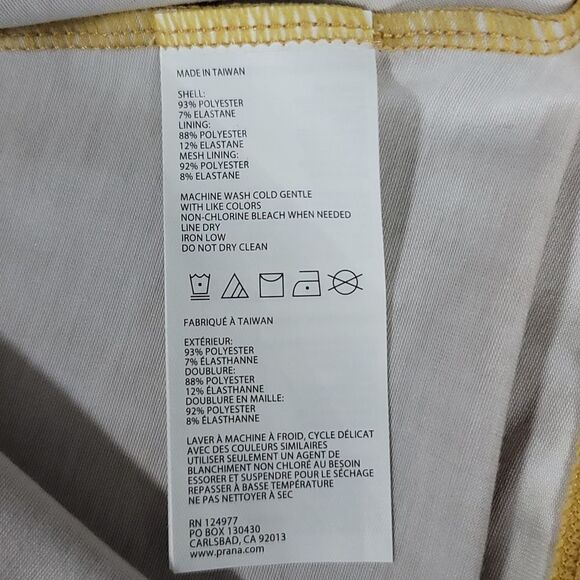 MADE IN TAIWAN
SHELL:
93% POLYESTER
7% ELASTANE
LINING:
88% POLYESTER
12% ELASTANE
MESH LINING:
92% POLYESTER
8% ELASTANE
MACHINE WASH COLD GENTLE
WITH LIKE COLORS
NON-CHLORINE BLEACH WHEN NEEDED
LINE DRY
IRON LOW
DO NOT DRY CLEAN
FABRIQUÉ À TAIWAN
EXTÉRIEUR:
93% POLYESTER
7% ÉLASTHANNE
DOUBLURE:
88% POLYESTER
12% ÉLASTHANNE
DOUBLURE EN MAILLE:
92% POLYESTER
8% ÉLASTHANNE
LAVER À MACHINE À FROID, CYCLE DÉLICAT
AVEC DES COULEURS SIMILAIRES
UTILISER SEULEMENT UN AGENT DE
BLANCHIMENT NON CHLORÉ AU BESOIN
ESSORER ET SUSPENDRE POUR LE SÉCHAGE
REPASSER À BASSE TEMPÉRATURE
NE PAS NETTOYER À SEC
RN 124977
PO BOX 130430
CARLSBAD, CA 92013
www.prana.com